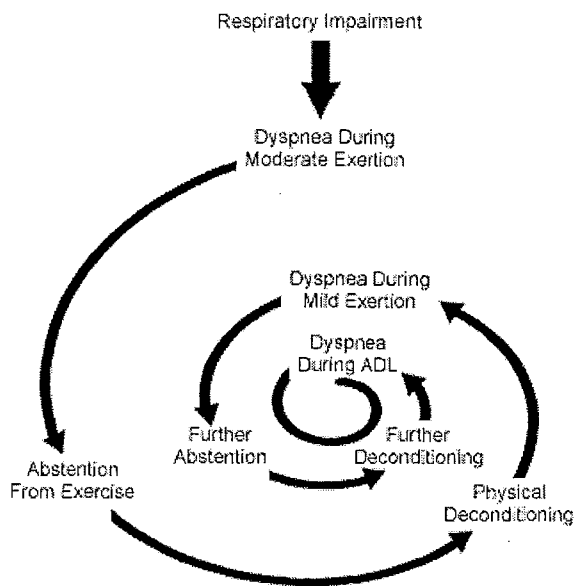 Respiratory Impairment
Dyspnea During
Moderate Exertion
Dyspnea During
Mild Exertion
Dyspnea
During ADL
Further
Abstention
Further
Deconditioning
Abstention
From Exercise
Physical
Deconditioning